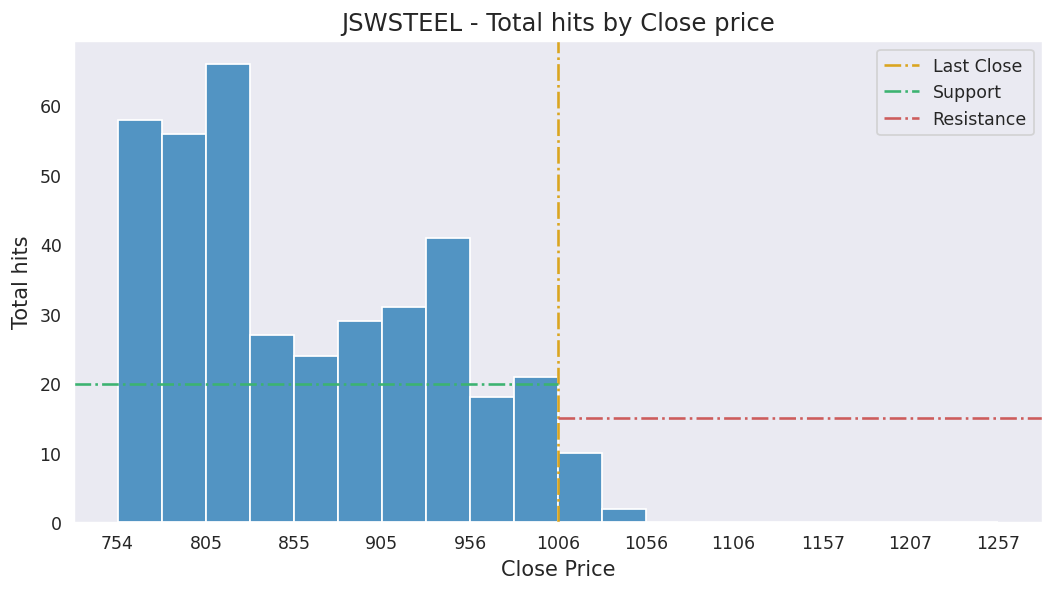 JSWSTEEL - Total hits by Close price
Last Close
Support
Resistance
Total hits
60
50
40
30
20
10
0
754 805 855 905 956 1006 1056 1106 1157 1207 1257
Close Price